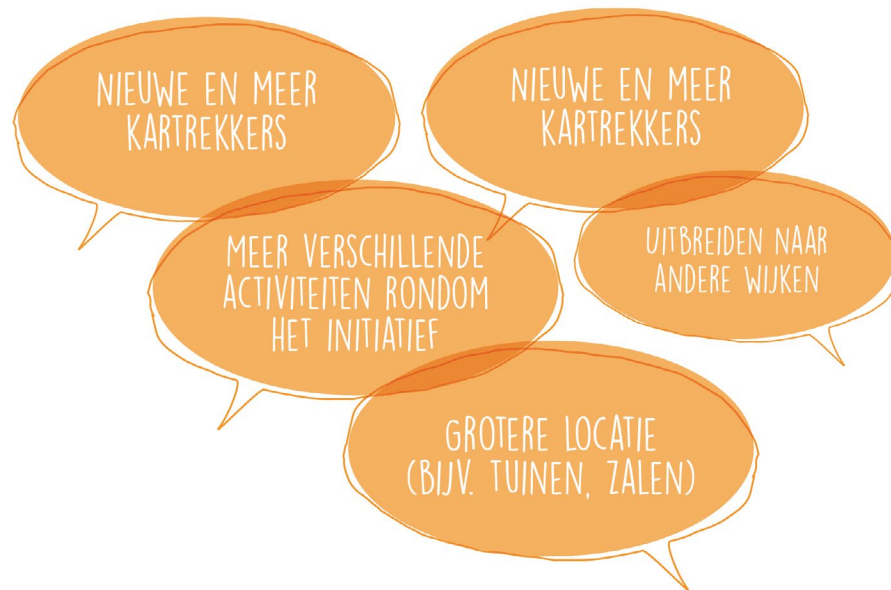 NIEUWE EN MEER
KARTREKKERS
NIEUWE EN MEER
KARTREKKERS
MEER VERSCHILLENDE
ACTIVITEITEN RONDOM
HET INITIATIEF
UITBREIDEN NAAR
ANDERE WIJKEN
GROTERE LOCATIE
(BIJV. TUINEN, ZALEN)